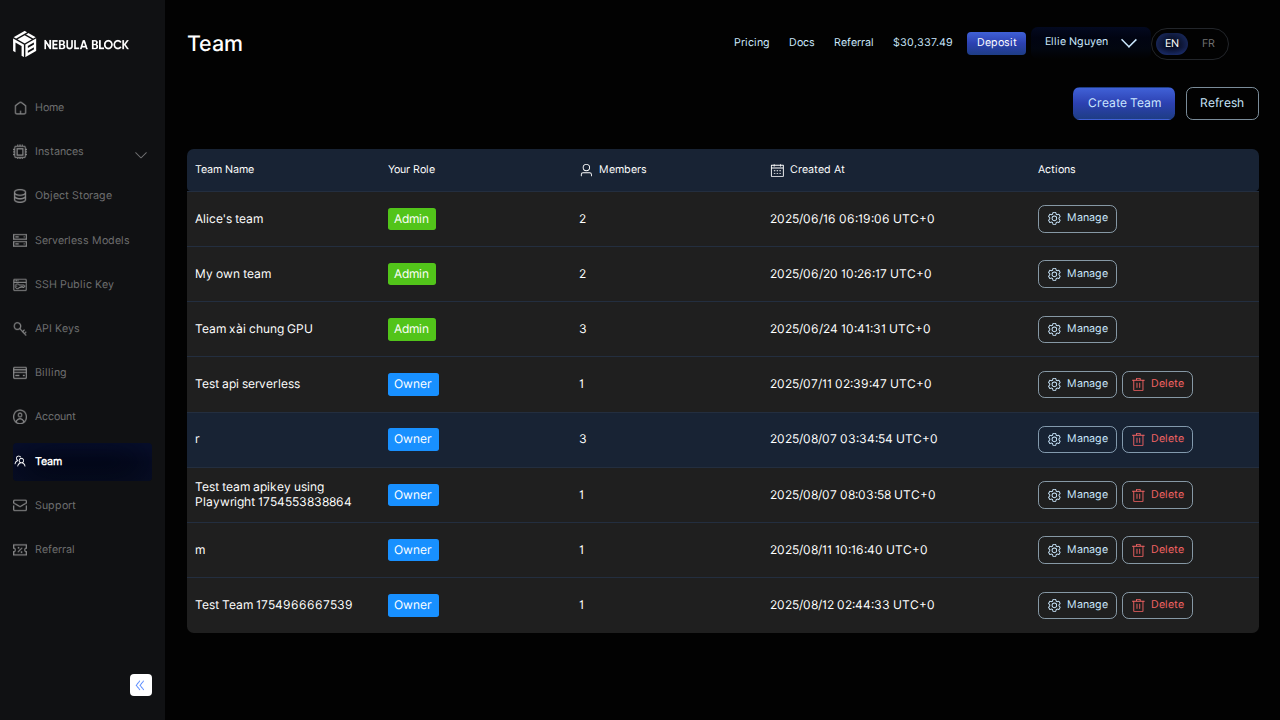 NEBULA BLOCK
Home
Instances
Object Storage
Serverless Models
SSH Public Key
API Keys
Billing
Account
Team
Support
Referral
Team
Pricing Docs Referral $30,337.49 Deposit Ellie Nguyen EN FR
Create Team Refresh
Team Name Your Role Members Created At Actions
Alice's team Admin 2 2025/06/16 06:19:06 UTC+0 Manage
My own team Admin 2 2025/06/20 10:26:17 UTC+0 Manage
Team xài chung GPU Admin 3 2025/06/24 10:41:31 UTC+0 Manage
Test api serverless Owner 1 2025/07/11 02:39:47 UTC+0 Manage Delete
r Owner 3 2025/08/07 03:34:54 UTC+0 Manage Delete
Test team apikey using
Playwright 1754553838864 Owner 1 2025/08/07 08:03:58 UTC+0 Manage Delete
m Owner 1 2025/08/11 10:16:40 UTC+0 Manage Delete
Test Team 1754966667539 Owner 1 2025/08/12 02:44:33 UTC+0 Manage Delete